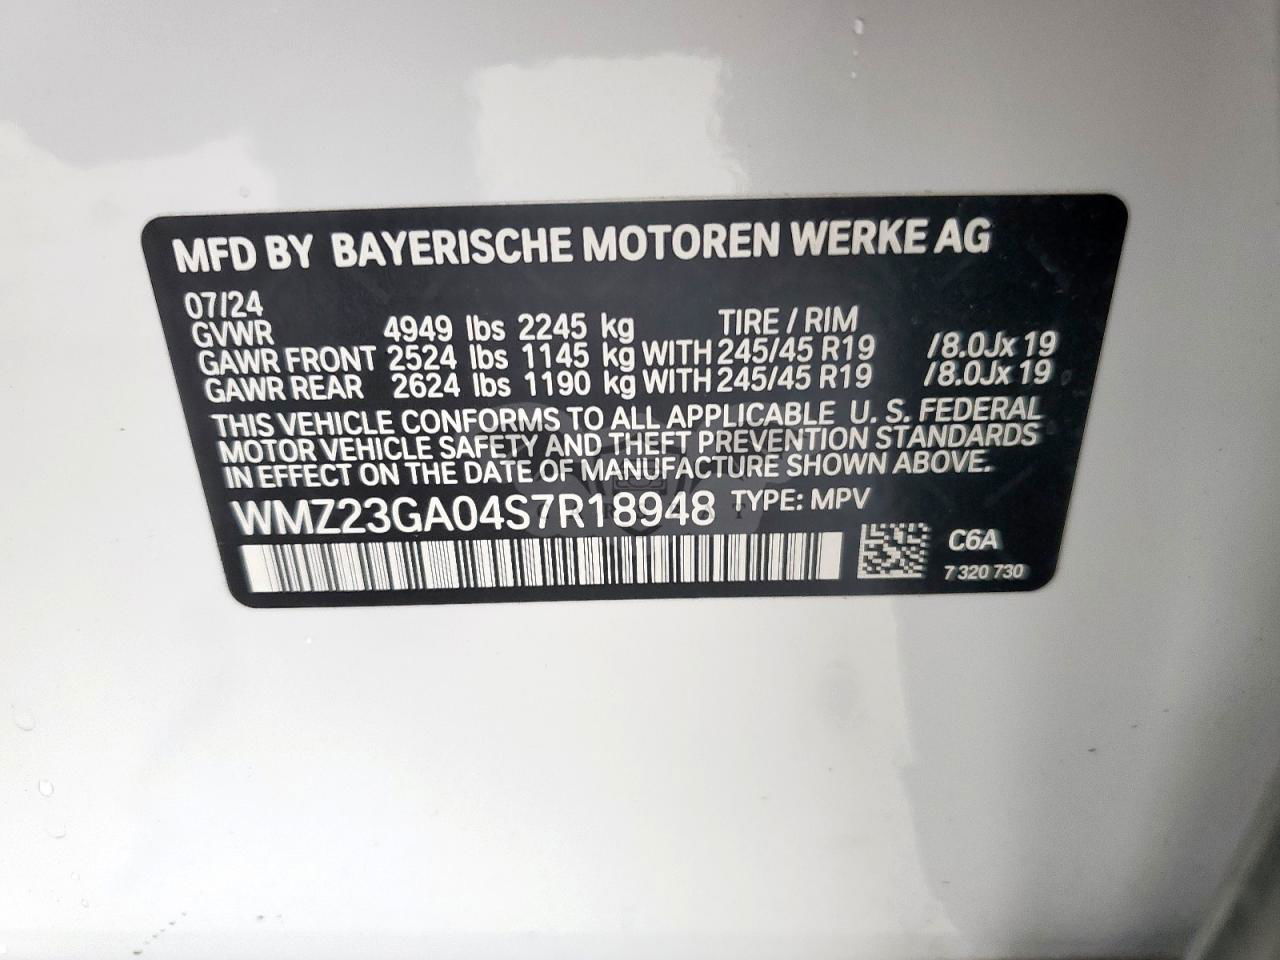 MFD BY BAYERISCHE MOTOREN WERKE AG
07/24
GVWR 4949 lbs 2245 kg TIRE / RIM
GAWR FRONT 2524 lbs 1145 kg WITH 245/45 R19 /8.0Jx 19
GAWR REAR 2624 lbs 1190 kg WITH 245/45 R19 /8.0Jx 19
THIS VEHICLE CONFORMS TO ALL APPLICABLE U. S. FEDERAL
MOTOR VEHICLE SAFETY AND THEFT PREVENTION STANDARDS
IN EFFECT ON THE DATE OF MANUFACTURE SHOWN ABOVE.
WMZ23GA04S7R18948 TYPE: MPV
C6A
7 320 730